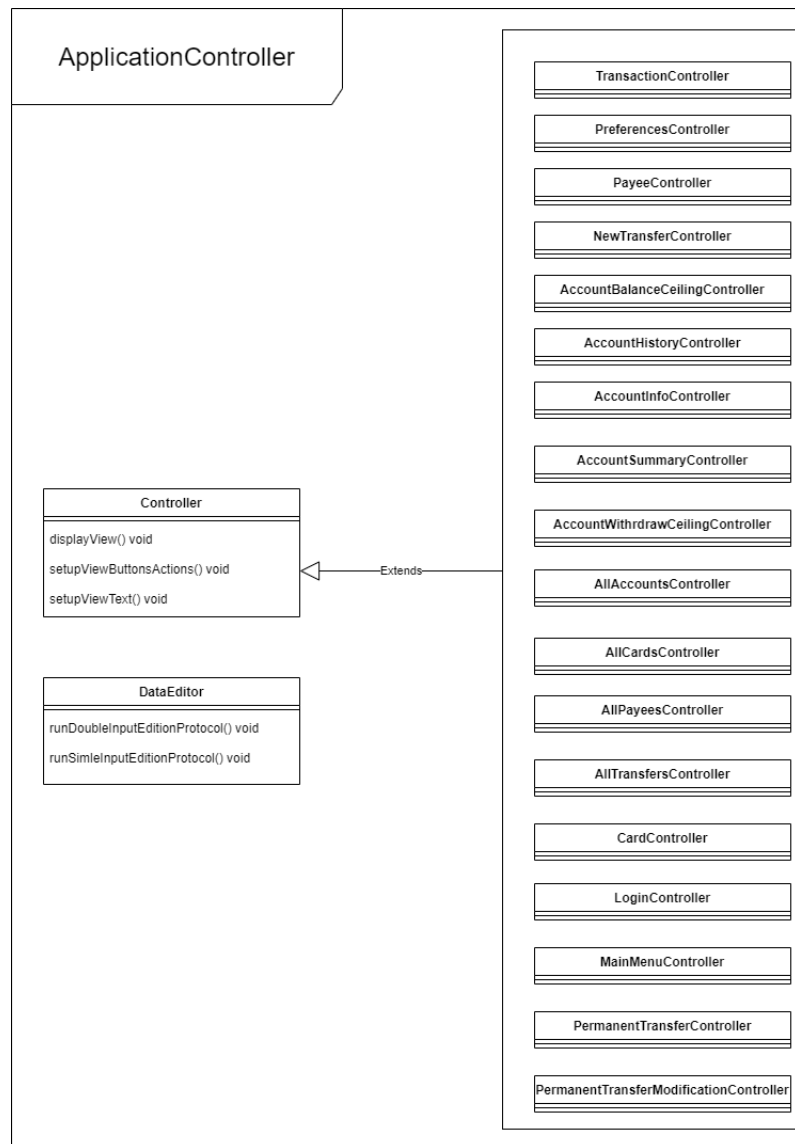 ApplicationController
TransactionController
PreferencesController
PayeeController
NewTransferController
AccountBalanceCeilingController
AccountHistoryController
AccountInfoController
AccountSummaryController
AccountWithrdrawCeilingController
AllAccountsController
AllCardsController
AllPayeesController
AllTransfersController
CardController
LoginController
MainMenuController
PermanentTransferController
PermanentTransferModificationController
Controller
displayView() void
setupViewButtonsActions() void
setupViewText() void
Extends
DataEditor
runDoubleInputEditionProtocol() void
runSimleInputEditionProtocol() void